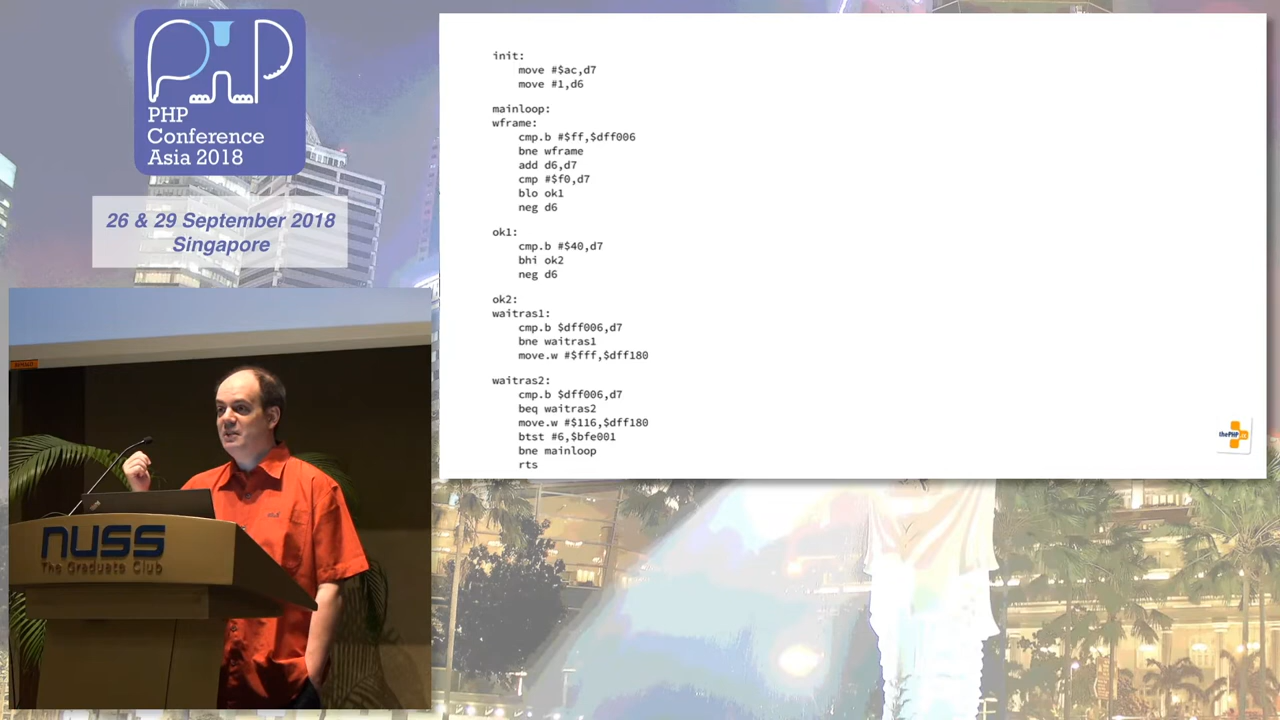 PHP
Conference
Asia 2018
26 & 29 September 2018
Singapore
init:
move #$ac,d7
move #1,d6
mainloop:
wframe:
cmp.b #$ff,$dff006
bne wframe
add d6,d7
cmp #$f0,d7
blo ok1
neg d6
ok1:
cmp.b #$40,d7
bhi ok2
neg d6
ok2:
waitras1:
cmp.b $dff006,d7
bne waitras1
move.w #$fff,$dff180
waitras2:
cmp.b $dff006,d7
beq waitras2
move.w #$116,$dff180
btst #6,$bfe001
bne mainloop
rts
thePHP.cc
nuss
The Graduate Club